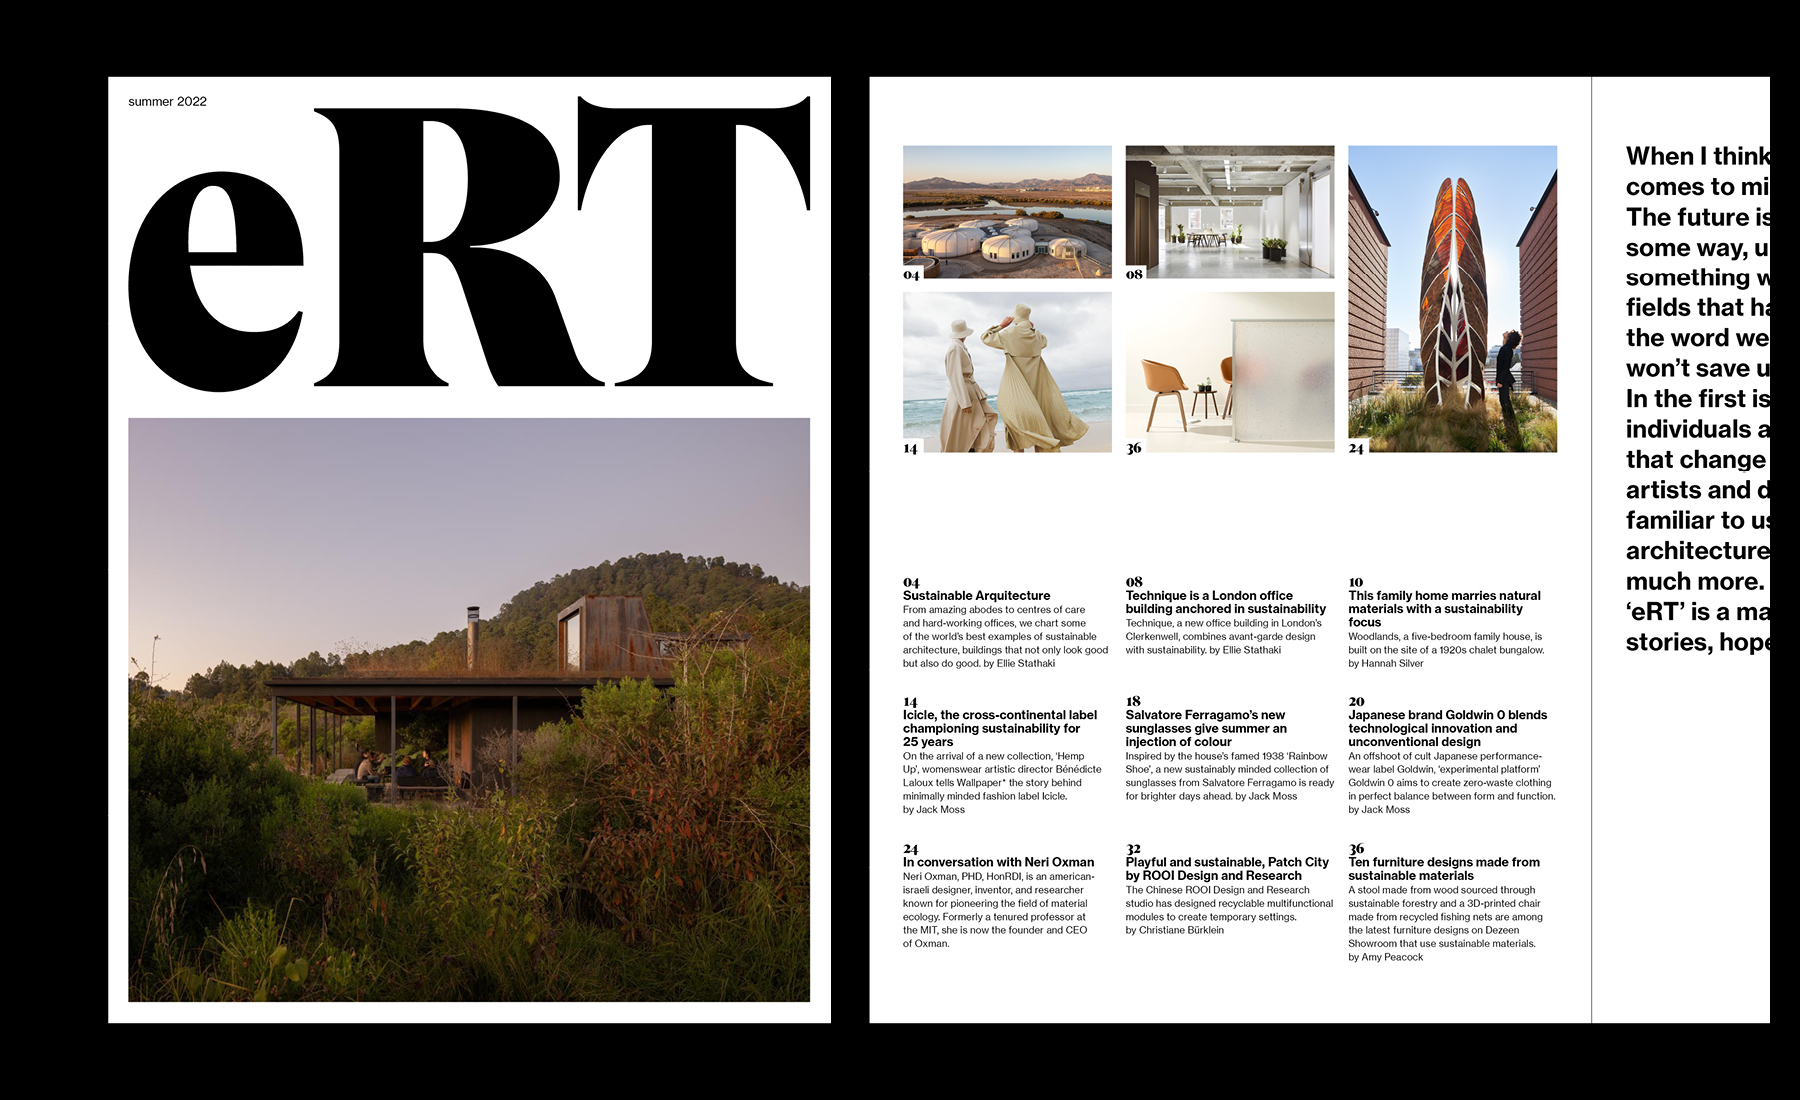 summer 2022
eRT
04
08
14
36
24
04
Sustainable Arquitecture
From amazing abodes to centres of care
and hard-working offices, we chart some
of the world's best examples of sustainable
architecture, buildings that not only look good
but also do good. by Ellie Stathaki
08
Technique is a London office
building anchored in sustainability
Technique, a new office building in London's
Clerkenwell, combines avant-garde design
with sustainability. by Ellie Stathaki
10
This family home marries natural
materials with a sustainability
focus
Woodlands, a five-bedroom family house, is
built on the site of a 1920s chalet bungalow.
by Hannah Silver
14
Icicle, the cross-continental label
championing sustainability for
25 years
On the arrival of a new collection, 'Hemp
Up', womenswear artistic director Bénédicte
Laloux tells Wallpaper* the story behind
minimally minded fashion label Icicle.
by Jack Moss
18
Salvatore Ferragamo's new
sunglasses give summer an
injection of colour
Inspired by the house's famed 1938 'Rainbow
Shoe', a new sustainably minded collection of
sunglasses from Salvatore Ferragamo is ready
for brighter days ahead. by Jack Moss
20
Japanese brand Goldwin 0 blends
technological innovation and
unconventional design
An offshoot of cult Japanese performance-
wear label Goldwin, 'experimental platform'
Goldwin 0 aims to create zero-waste clothing
in perfect balance between form and function.
by Jack Moss
24
In conversation with Neri Oxman
Neri Oxman, PHD, HonRDI, is an american-
israeli designer, inventor, and researcher
known for pioneering the field of material
ecology. Formerly a tenured professor at
the MIT, she is now the founder and CEO
of Oxman.
32
Playful and sustainable, Patch City
by ROOI Design and Research
The Chinese ROOI Design and Research
studio has designed recyclable multifunctional
modules to create temporary settings.
by Christiane Bürklein
36
Ten furniture designs made from
sustainable materials
A stool made from wood sourced through
sustainable forestry and a 3D-printed chair
made from recycled fishing nets are among
the latest furniture designs on Dezeen
Showroom that use sustainable materials.
by Amy Peacock
When I think
comes to mi
The future is
some way, u
something w
fields that ha
the word we
won't save u
In the first is
individuals a
that change
artists and d
familiar to us
architecture
much more.
'eRT' is a ma
stories, hope